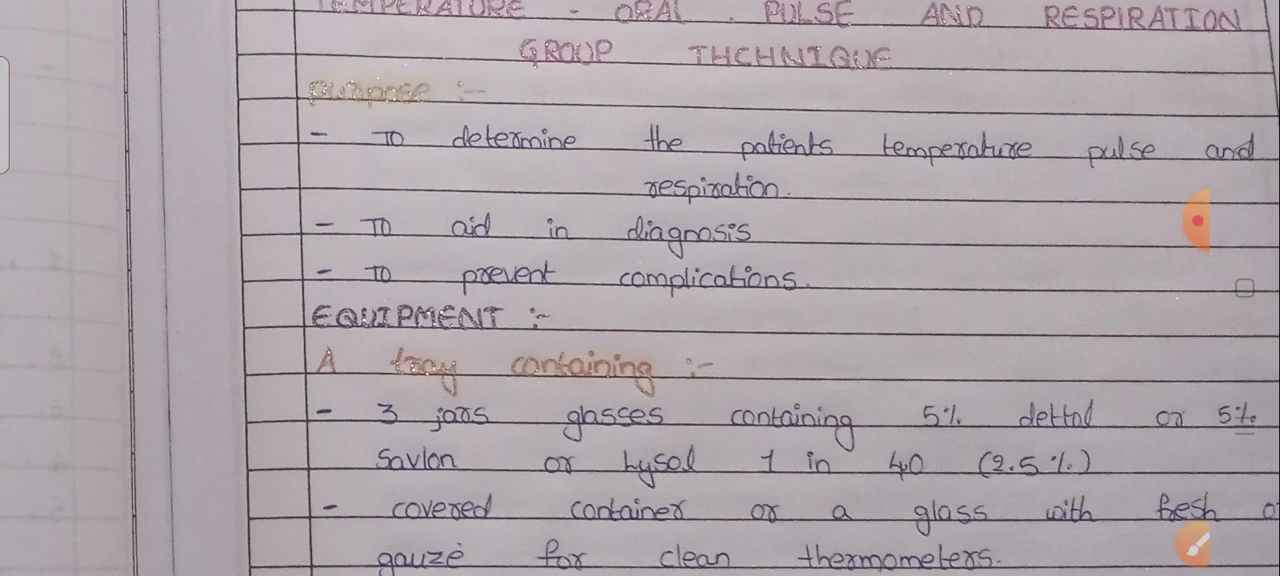 TEMPERATURE - ORAL, PULSE AND RESPIRATION
GROUP THCHNIQUE
Purpose :-
- TO determine the patients temperature pulse and
respiration.
- TO aid in diagnosis
- TO prevent complications.
EQUIPMENT :-
A tray containing :-
- 3 jars glasses containing 5% dettol or 5%
Savlon or Lysol 1 in 40 (2.5%)
- covered container or a glass with fresh
gauze for clean thermometers.